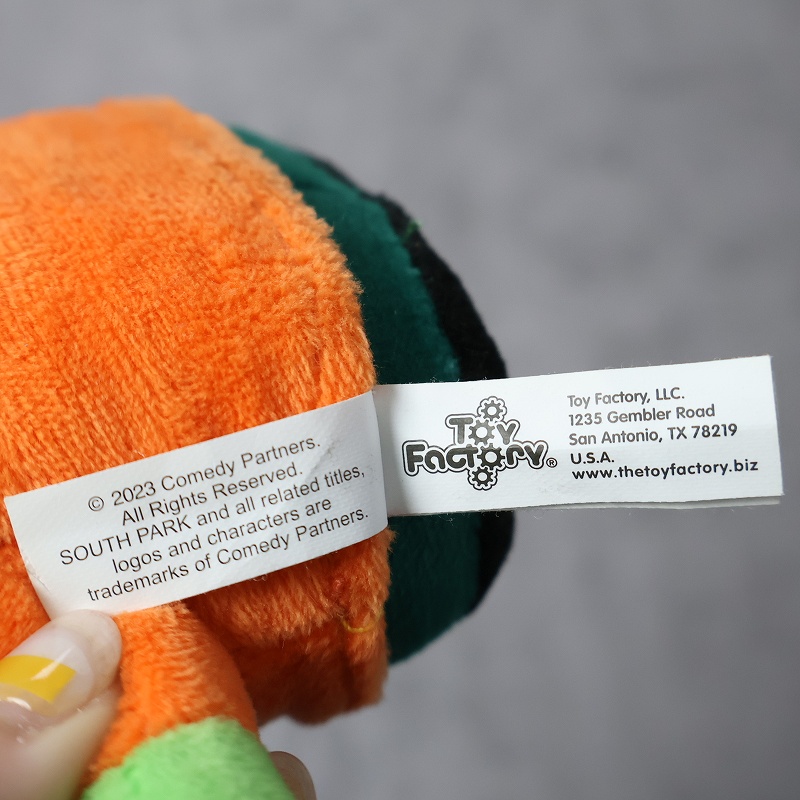 © 2023 Comedy Partners.
All Rights Reserved.
SOUTH PARK and all related titles,
logos and characters are
trademarks of Comedy Partners.
Toy
Factory®
Toy Factory, LLC.
1235 Gembler Road
San Antonio, TX 78219
U.S.A.
www.thetoyfactory.biz